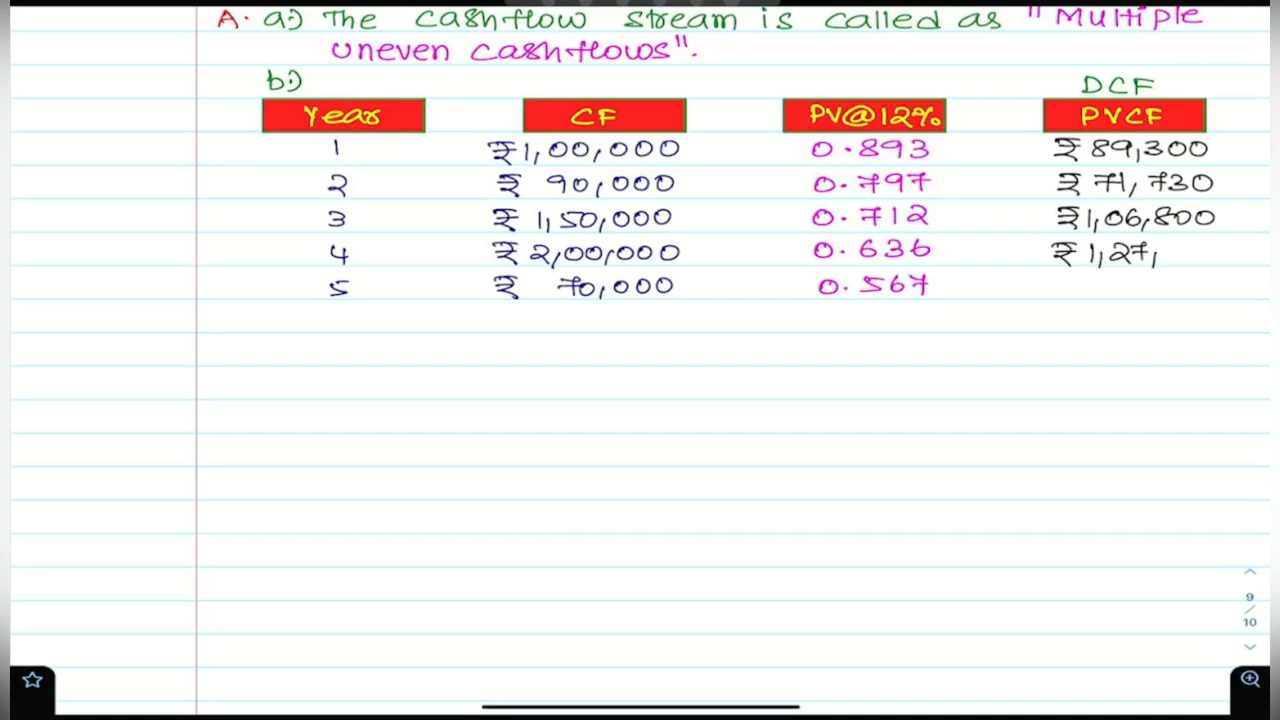 A. a:) The cashflow stream is called as "Multiple
uneven cashflows".
b:)
DCF
Year CF PV@12% PVCF
1 ₹1,00,000 0.893 ₹89,300
2 ₹ 90,000 0.797 ₹71,730
3 ₹ 1,50,000 0.712 ₹1,06,800
4 ₹ 2,00,000 0.636 ₹1,27,
5 ₹ 70,000 0.567
9
/
10